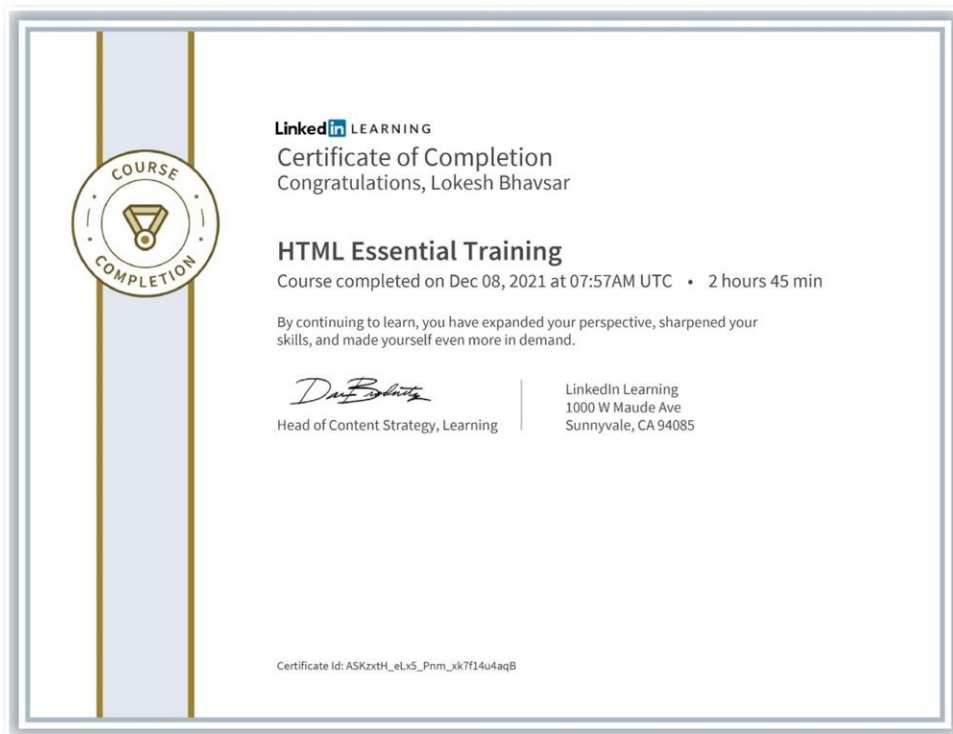 COURSE
COMPLETION
Linked in LEARNING
Certificate of Completion
Congratulations, Lokesh Bhavsar
HTML Essential Training
Course completed on Dec 08, 2021 at 07:57AM UTC • 2 hours 45 min
By continuing to learn, you have expanded your perspective, sharpened your
skills, and made yourself even more in demand.
Head of Content Strategy, Learning
LinkedIn Learning
1000 W Maude Ave
Sunnyvale, CA 94085
Certificate Id: ASKzxtH_eLx5_Pnm_xk7f14u4aqB